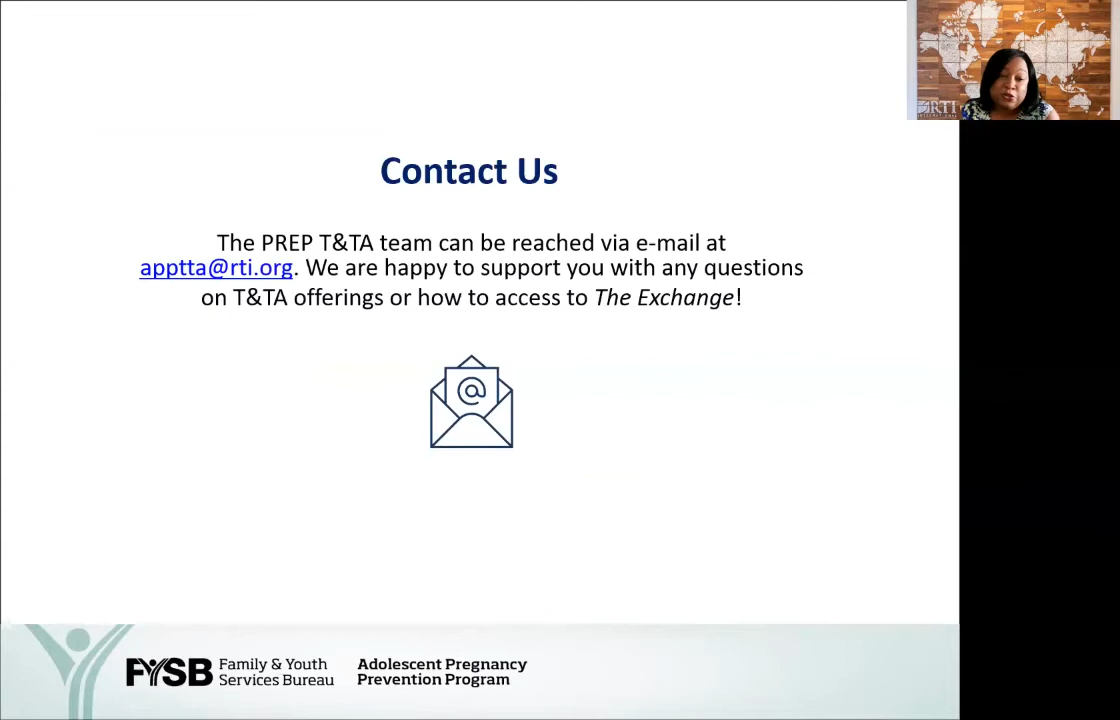 RTI
INTERNATIONAL
Contact Us
The PREP T&TA team can be reached via e-mail at
apptta@rti.org. We are happy to support you with any questions
on T&TA offerings or how to access to The Exchange!
@
FYSB Family & Youth
Services Bureau
Adolescent Pregnancy
Prevention Program